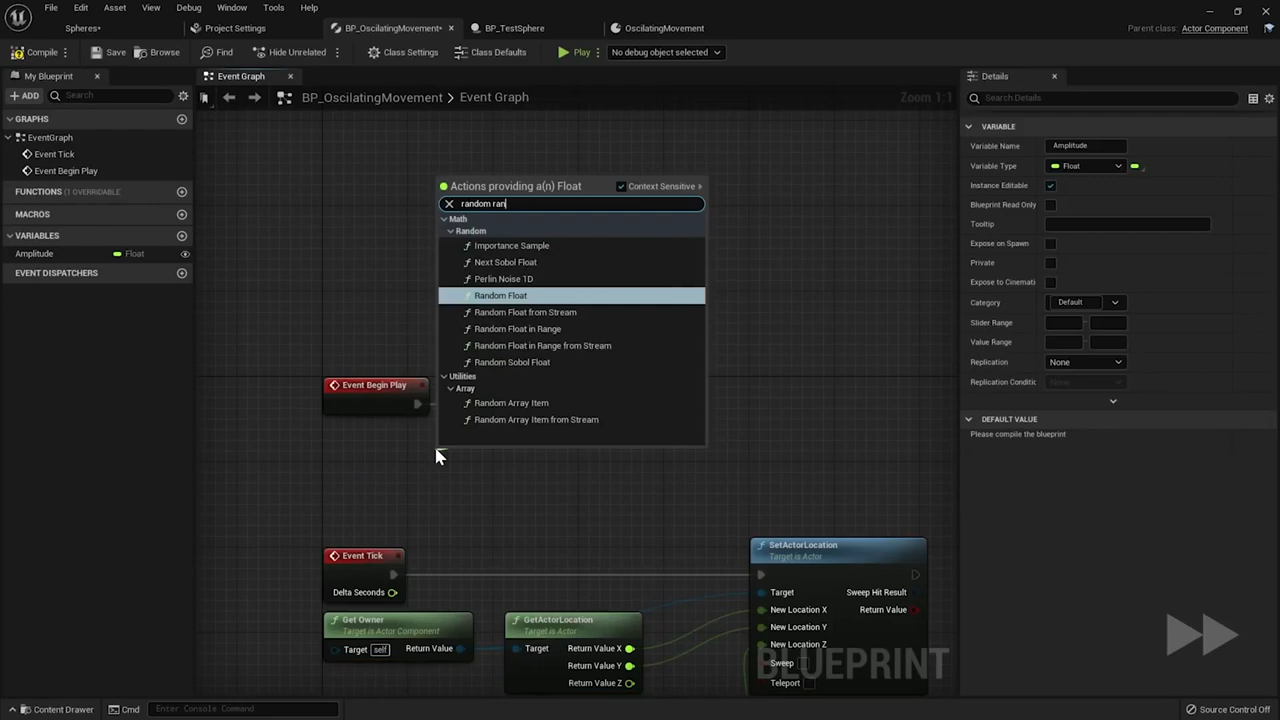 File Edit Asset View Debug Window Tools Help
Spheres• Project Settings BP_OscilatingMovement• BP_TestSphere OscilatingMovement Parent class: Actor Component
Compile Save Browse Find Hide Unrelated Class Settings Class Defaults Play No debug object selected
My Blueprint Event Graph Details
ADD Search BP_OscilatingMovement > Event Graph Zoom 1:1 Search Details
GRAPHS
EventGraph
Event Tick
Event Begin Play
FUNCTIONS (1 OVERRIDABLE)
MACROS
VARIABLES
Amplitude Float
EVENT DISPATCHERS
Actions providing a(n) Float Context Sensitive
random ran
Math
Random
Importance Sample
Next Sobol Float
Perlin Noise 1D
Random Float
Random Float from Stream
Random Float in Range
Random Float in Range from Stream
Random Sobol Float
Utilities
Array
Random Array Item
Random Array Item from Stream
Event Begin Play
Event Tick
Delta Seconds
Get Owner
Target is Actor Component
Target self Return Value
GetActorLocation
Target is Actor
Target Return Value X
Return Value Y
Return Value Z
SetActorLocation
Target is Actor
Target Sweep Hit Result
New Location X Return Value
New Location Y
New Location Z
Sweep
Teleport
BLUEPRINT
VARIABLE
Variable Name Amplitude
Variable Type Float
Instance Editable
Blueprint Read Only
Tooltip
Expose on Spawn
Private
Expose to Cinemati
Category Default
Slider Range
Value Range
Replication None
Replication Conditic None
DEFAULT VALUE
Please compile the blueprint
Content Drawer Cmd Enter Console Command Source Control Off